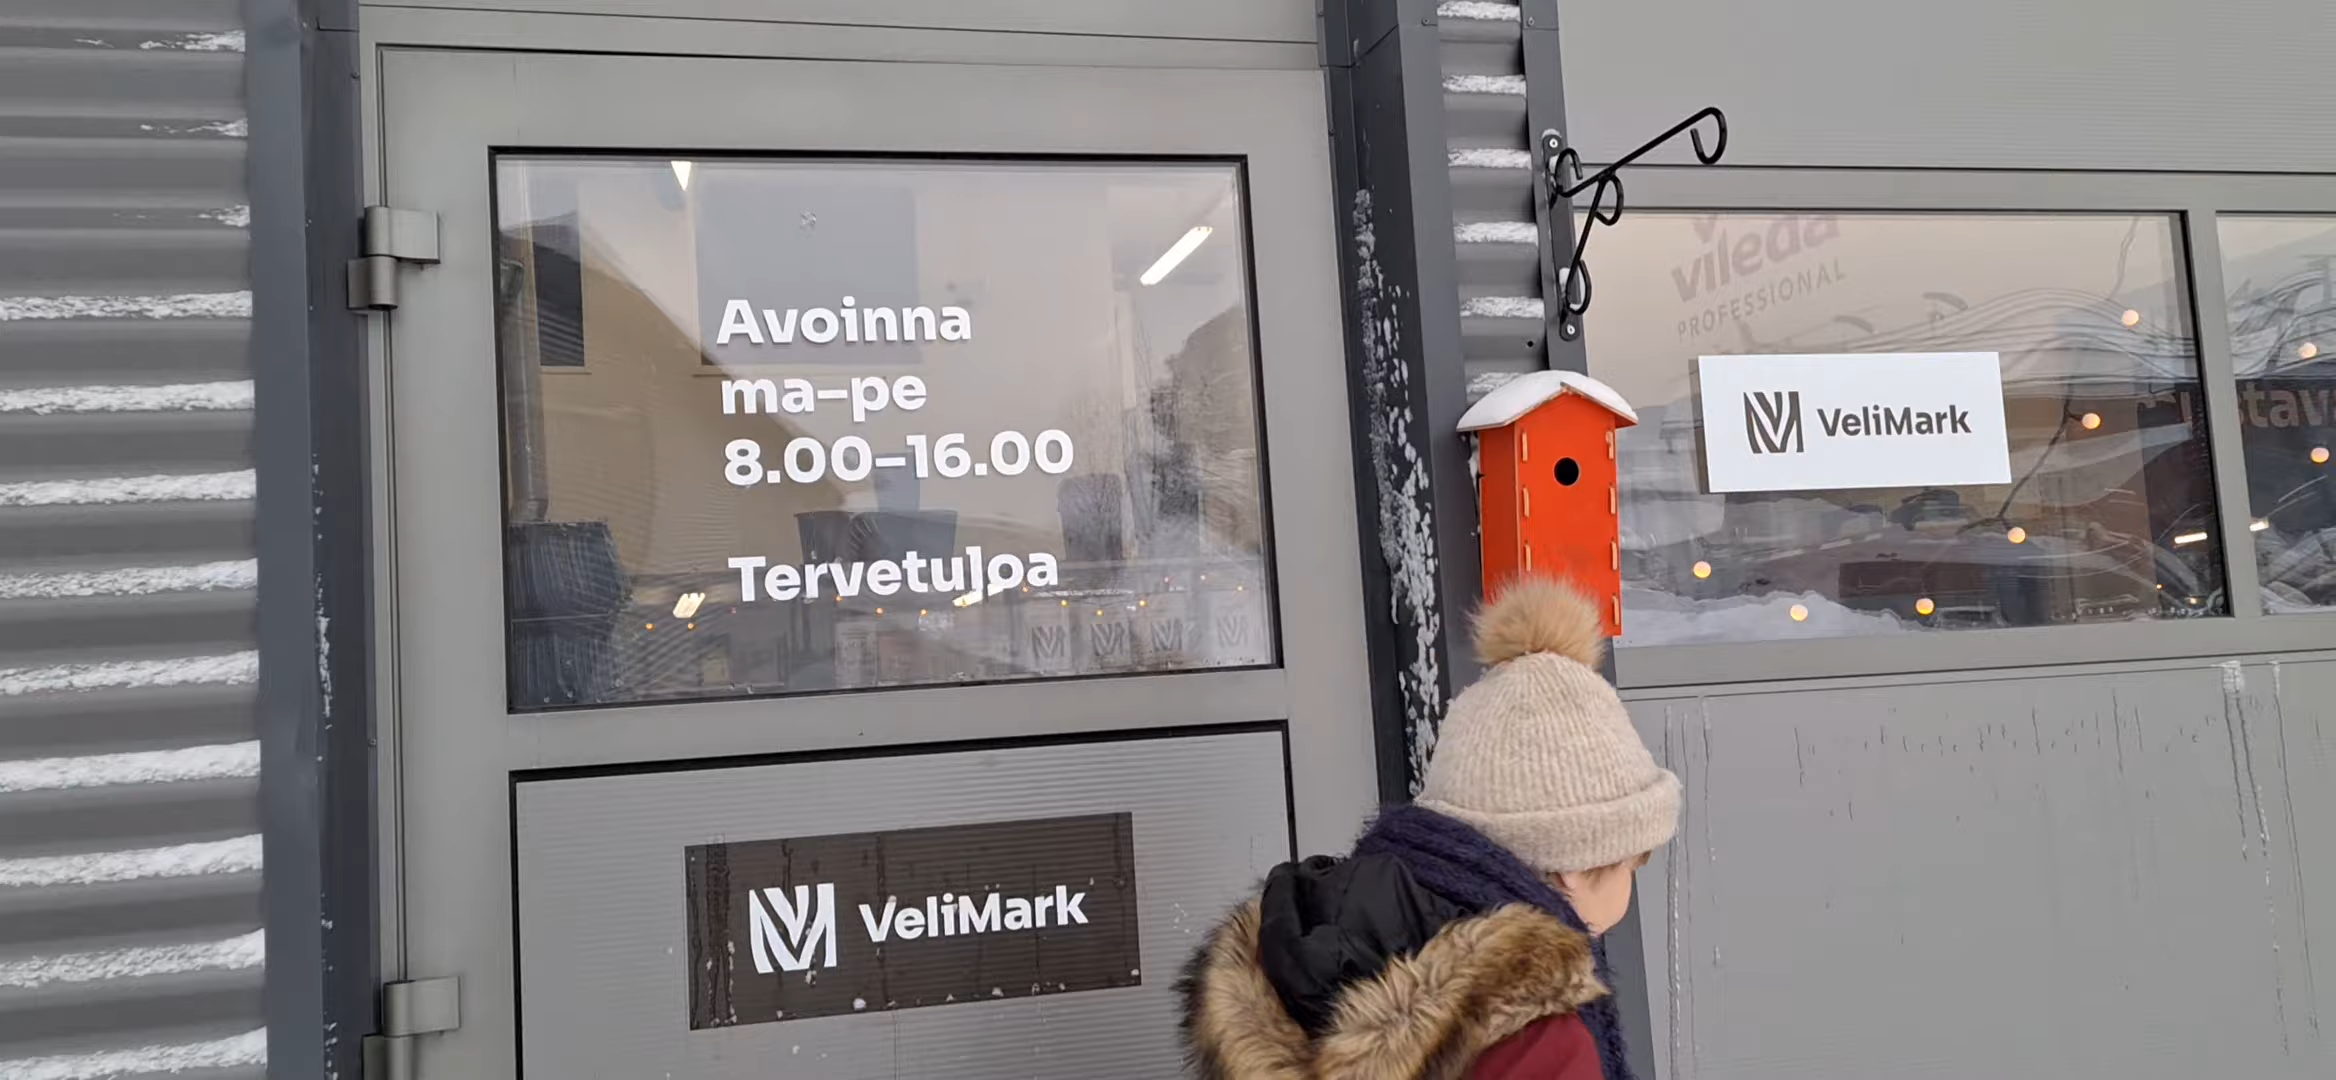 Avoinna
ma–pe
8.00–16.00
Tervetuloa
VeliMark
vileda
PROFESSIONAL
VeliMark